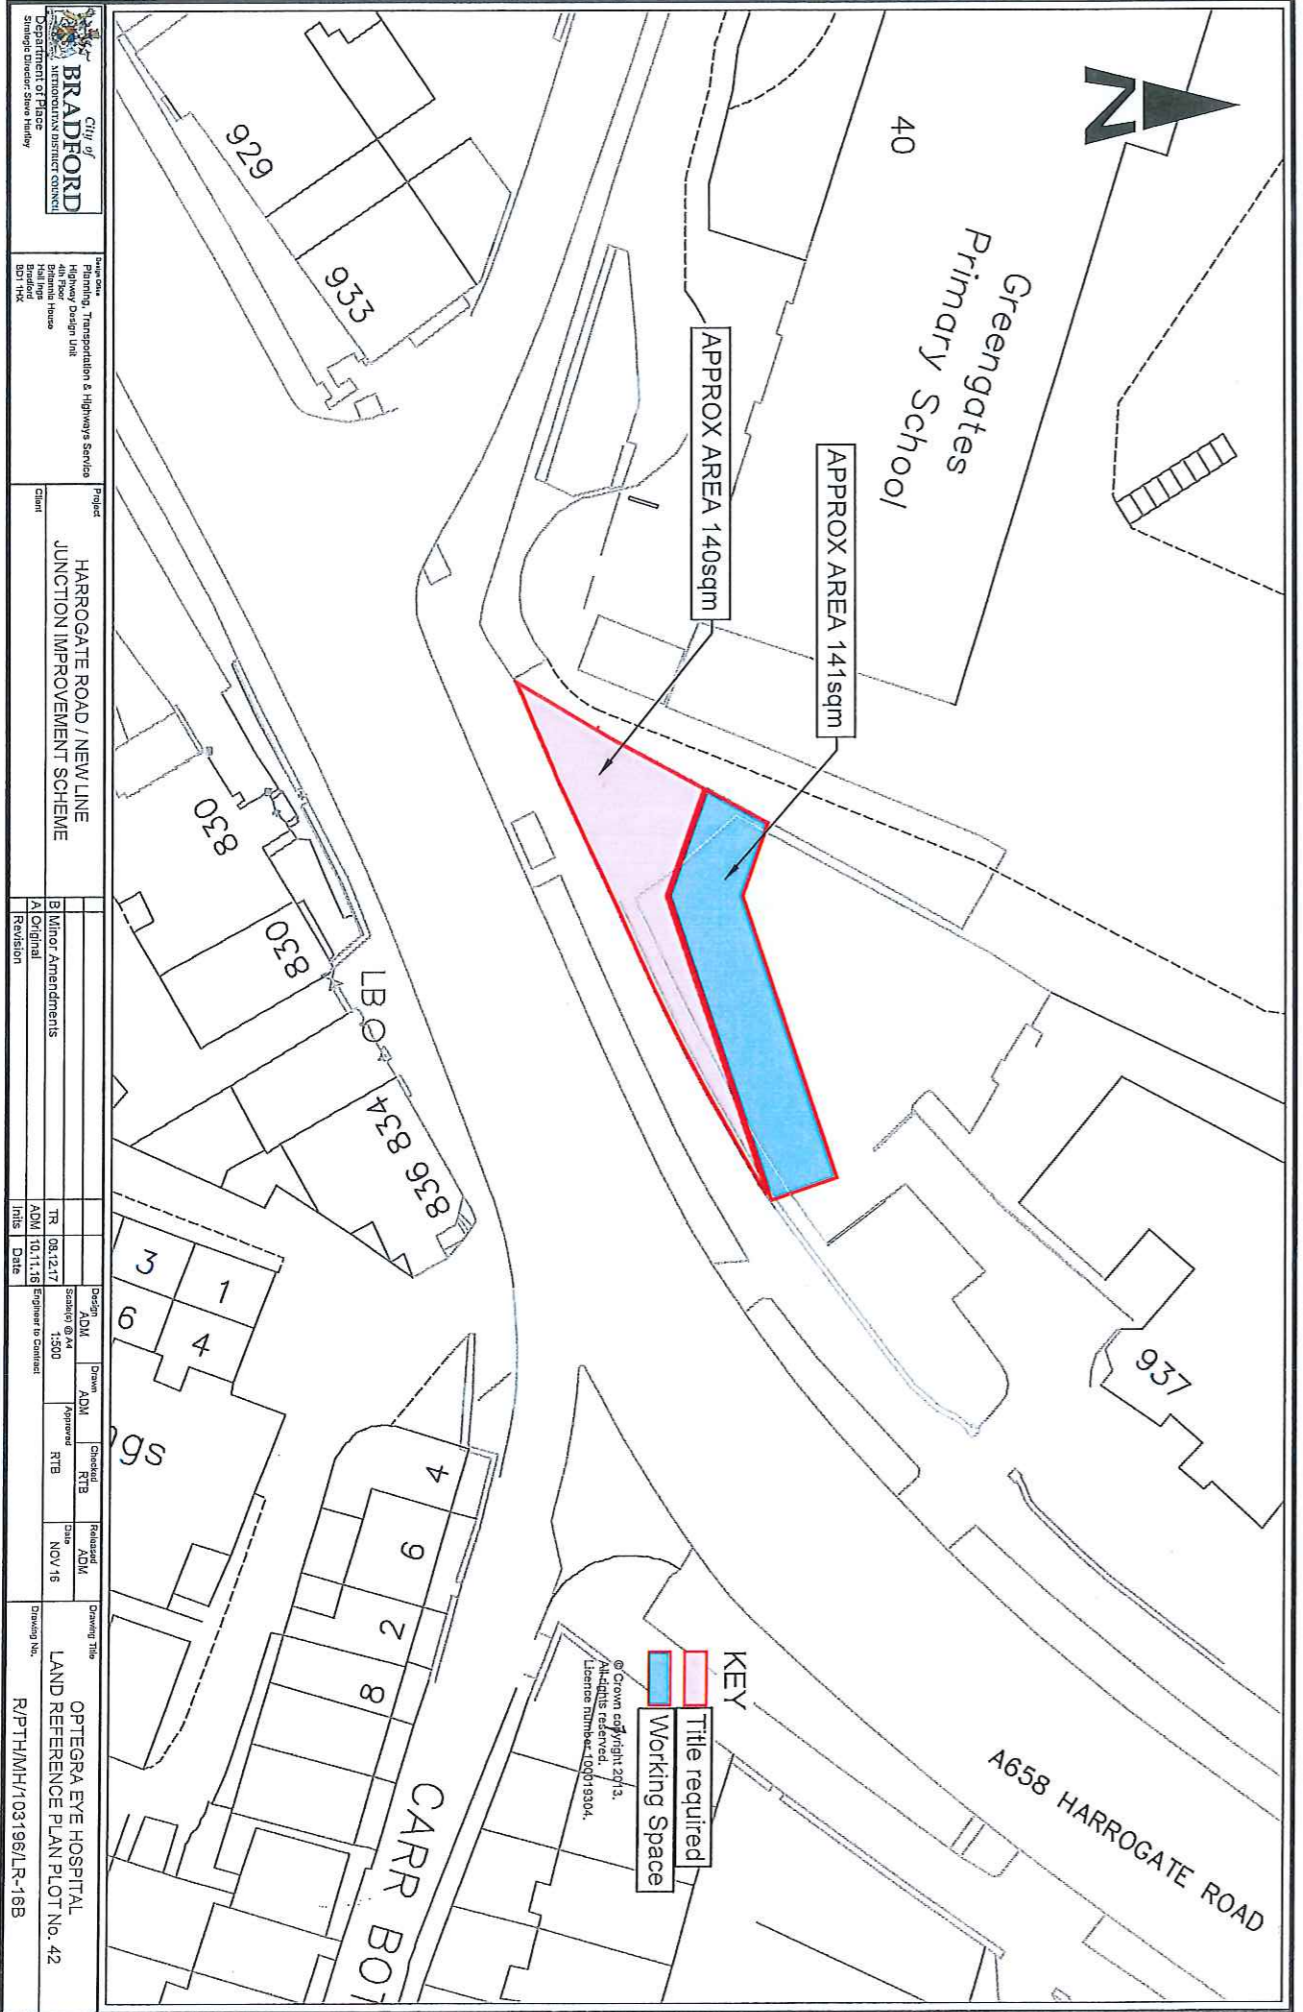 N
40
Greengates
Primary School
APPROX AREA 141sqm
APPROX AREA 140sqm
929
933
937
A658 HARROGATE ROAD
830
830
LB
834
836
1
3
4
6
gs
4
6
2
8
CARR BOT
KEY
Title required
Working Space
© Crown copyright 2013.
All rights reserved.
Licence number 100019304.
City of
BRADFORD
METROPOLITAN DISTRICT COUNCIL
Department of Place
Strategic Director: Steve Hartley
Design Office
Planning, Transportation & Highways Service
Highway Design Unit
4th Floor
Britannia House
Hall Ings
Bradford
BD1 1HX
Project
HARROGATE ROAD / NEW LINE
JUNCTION IMPROVEMENT SCHEME
Client
B Minor Amendments TR 08.12.17
A Original ADM 10.11.16
Revision Initls Date
Design ADM
Drawn ADM
Checked RTB
Released ADM
Scale(s) @ A4 1:500
Approved RTB
Date NOV 16
Engineer to Contract
Drawing Title
OPTEGRA EYE HOSPITAL
LAND REFERENCE PLAN PLOT No. 42
Drawing No.
R/PTH/MH/103196/LR-16B